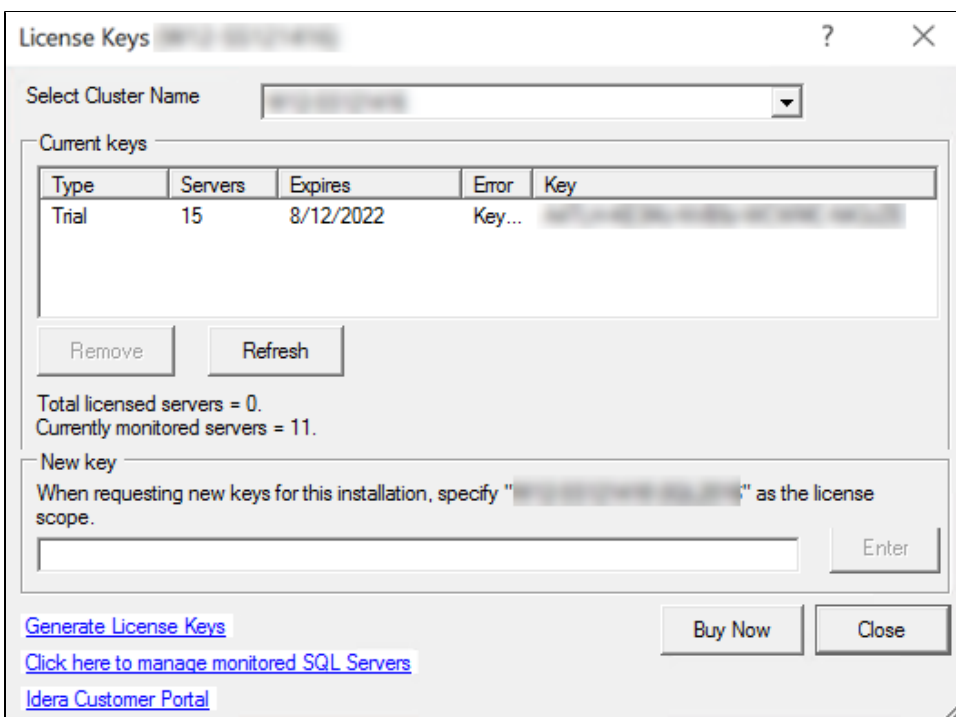 License Keys
?
Select Cluster Name
Current keys
Type Servers Expires Error Key
Trial 15 8/12/2022 Key...
Remove Refresh
Total licensed servers = 0.
Currently monitored servers = 11.
New key
When requesting new keys for this installation, specify " " as the license
scope.
Enter
Generate License Keys
Buy Now Close
Click here to manage monitored SQL Servers
Idera Customer Portal